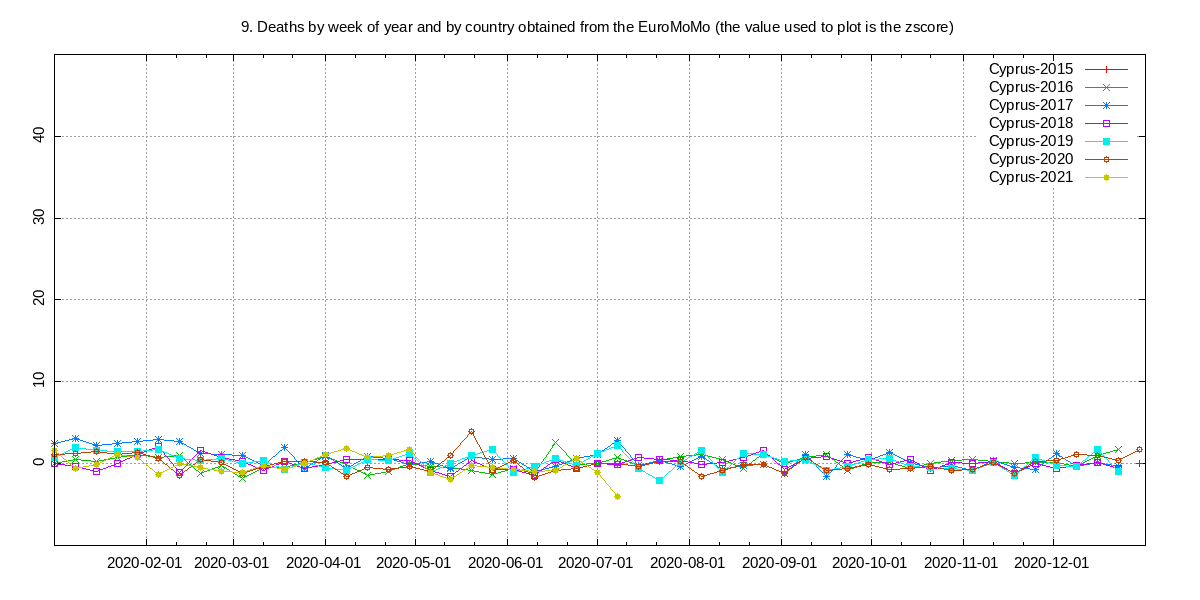 9. Deaths by week of year and by country obtained from the EuroMoMo (the value used to plot is the zscore)
Cyprus-2015
Cyprus-2016
Cyprus-2017
Cyprus-2018
Cyprus-2019
Cyprus-2020
Cyprus-2021
40
30
20
10
0
2020-02-01 2020-03-01 2020-04-01 2020-05-01 2020-06-01 2020-07-01 2020-08-01 2020-09-01 2020-10-01 2020-11-01 2020-12-01